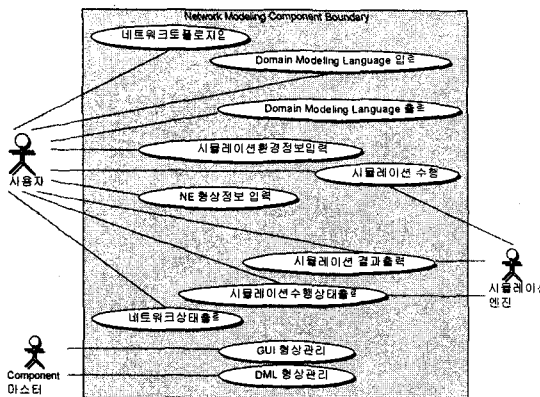 Network Modeling Component Boundary
네트워크토폴로지입
Domain Modeling Language 입력
Domain Modeling Language 출력
시뮬레이션환경정보입력
시뮬레이션 수행
사용자
NE 형상정보 입력
시뮬레이션 결과출력
시뮬레이션수행상태출력
시뮬레이션
엔진
네트워크상태출력
GUI 형상관리
Component
마스터
DML 형상관리